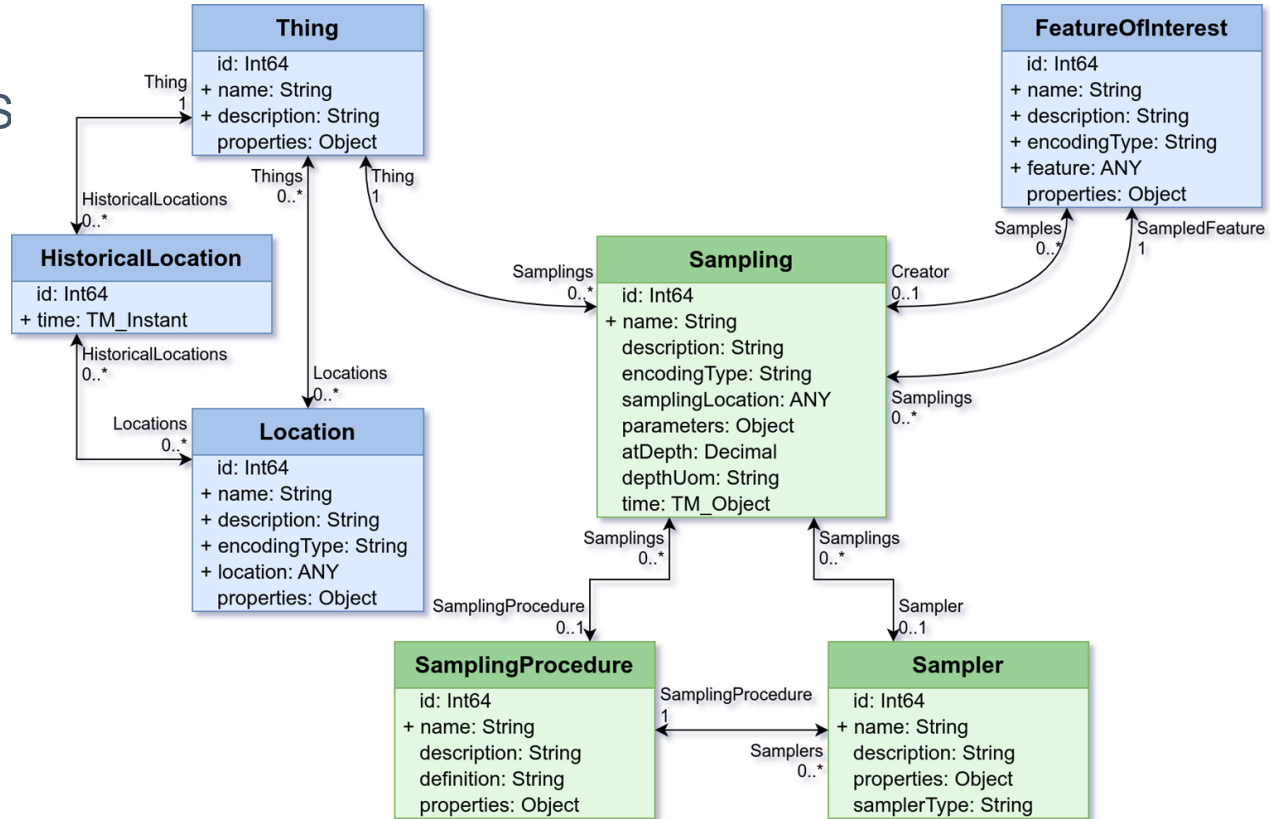 s
Thing
id: Int64
+ name: String
+ description: String
properties: Object
FeatureOfInterest
id: Int64
+ name: String
+ description: String
+ encodingType: String
+ feature: ANY
properties: Object
Thing
1
HistoricalLocations
0..*
Things
0..*
Thing
1
HistoricalLocation
id: Int64
+ time: TM_Instant
HistoricalLocations
0..*
Locations
0..*
Locations
0..*
Location
id: Int64
+ name: String
+ description: String
+ encodingType: String
+ location: ANY
properties: Object
Samplings
0..*
Sampling
id: Int64
+ name: String
description: String
encodingType: String
samplingLocation: ANY
parameters: Object
atDepth: Decimal
depthUom: String
time: TM_Object
Samples
0..*
SampledFeature
1
Creator
0..1
Samplings
0..*
Samplings
0..*
Samplings
0..*
SamplingProcedure
0..1
Sampler
0..1
SamplingProcedure
id: Int64
+ name: String
description: String
definition: String
properties: Object
SamplingProcedure
1
Samplers
0..*
Sampler
id: Int64
+ name: String
description: String
properties: Object
samplerType: String